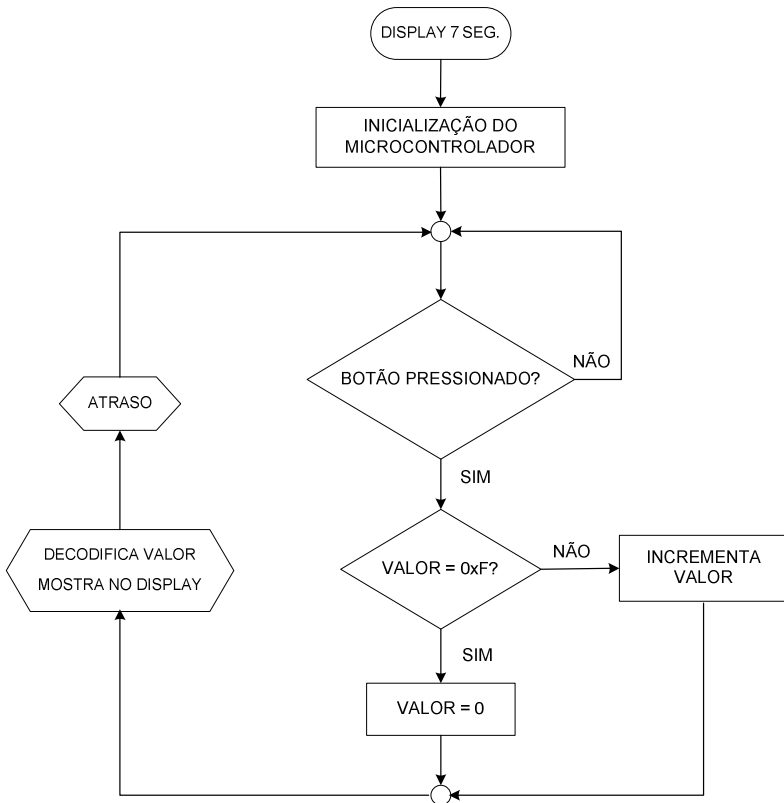 DISPLAY 7 SEG.
INICIALIZAÇÃO DO
MICROCONTROLADOR
BOTÃO PRESSIONADO?
NÃO
ATRASO
SIM
DECODIFICA VALOR
MOSTRA NO DISPLAY
VALOR = 0xF?
NÃO
INCREMENTA
VALOR
SIM
VALOR = 0